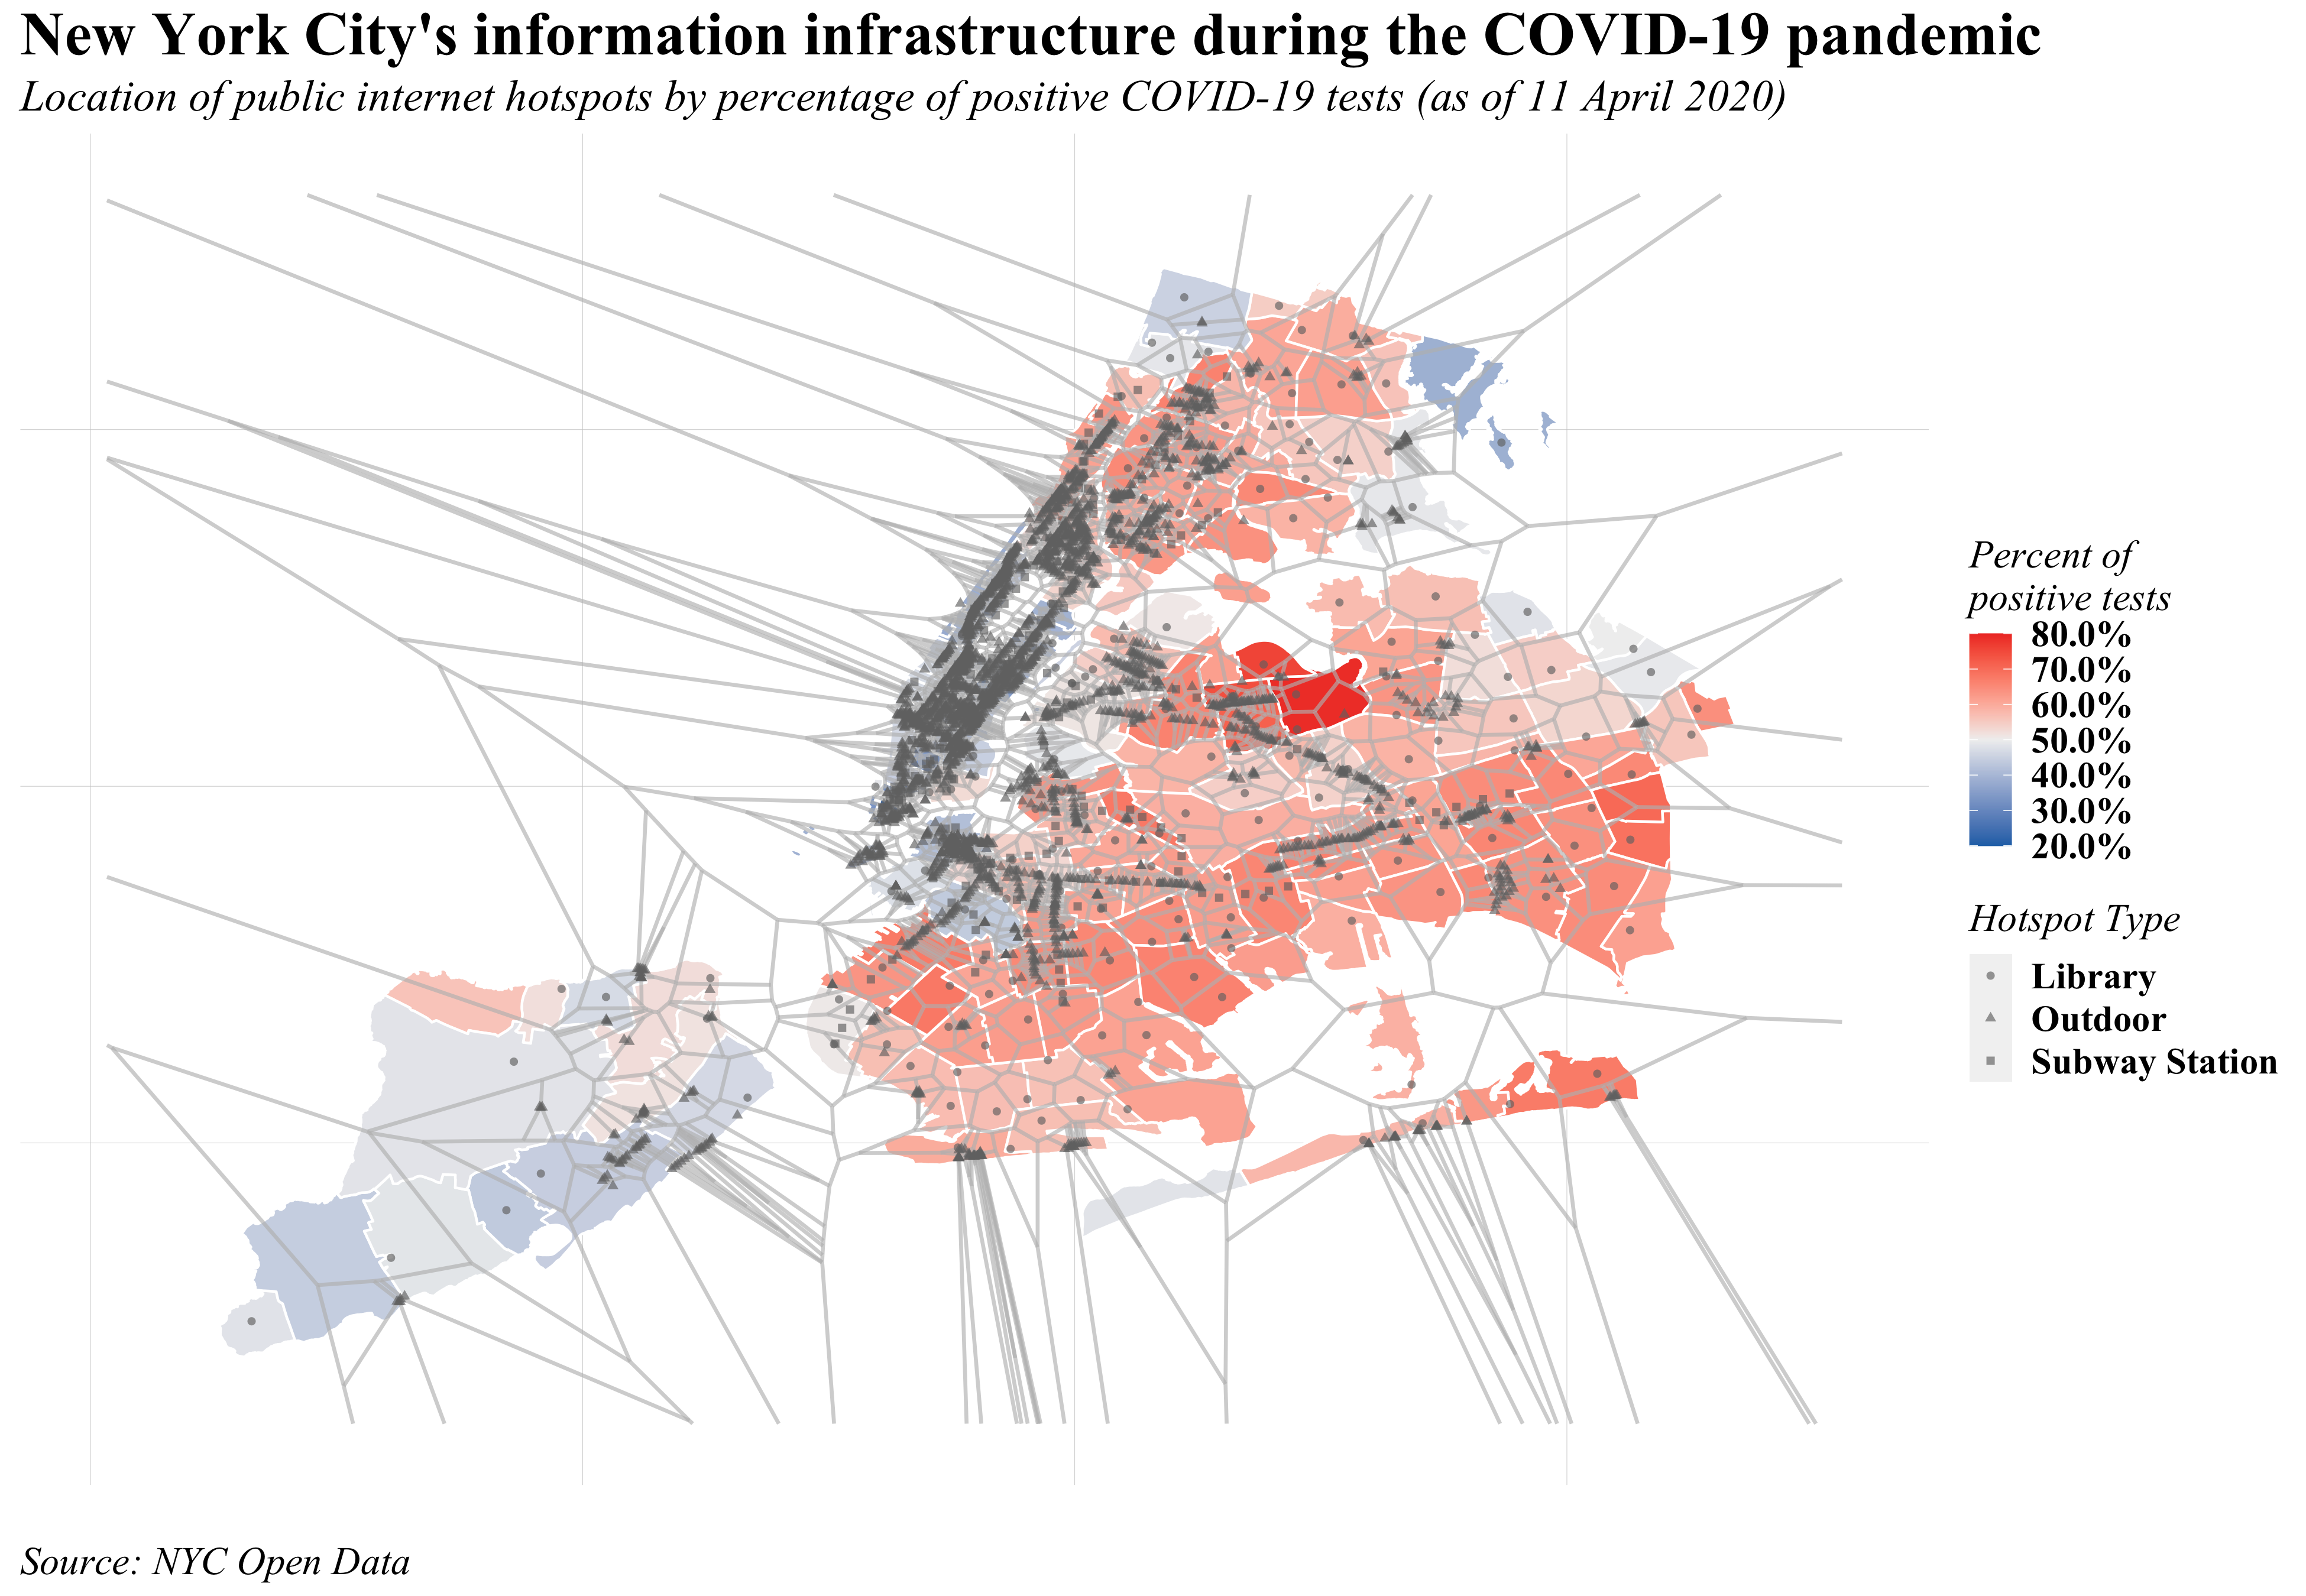 New York City's information infrastructure during the COVID-19 pandemic
Location of public internet hotspots by percentage of positive COVID-19 tests (as of 11 April 2020)
Percent of
positive tests
80.0%
70.0%
60.0%
50.0%
40.0%
30.0%
20.0%
Hotspot Type
Library
Outdoor
Subway Station
Source: NYC Open Data